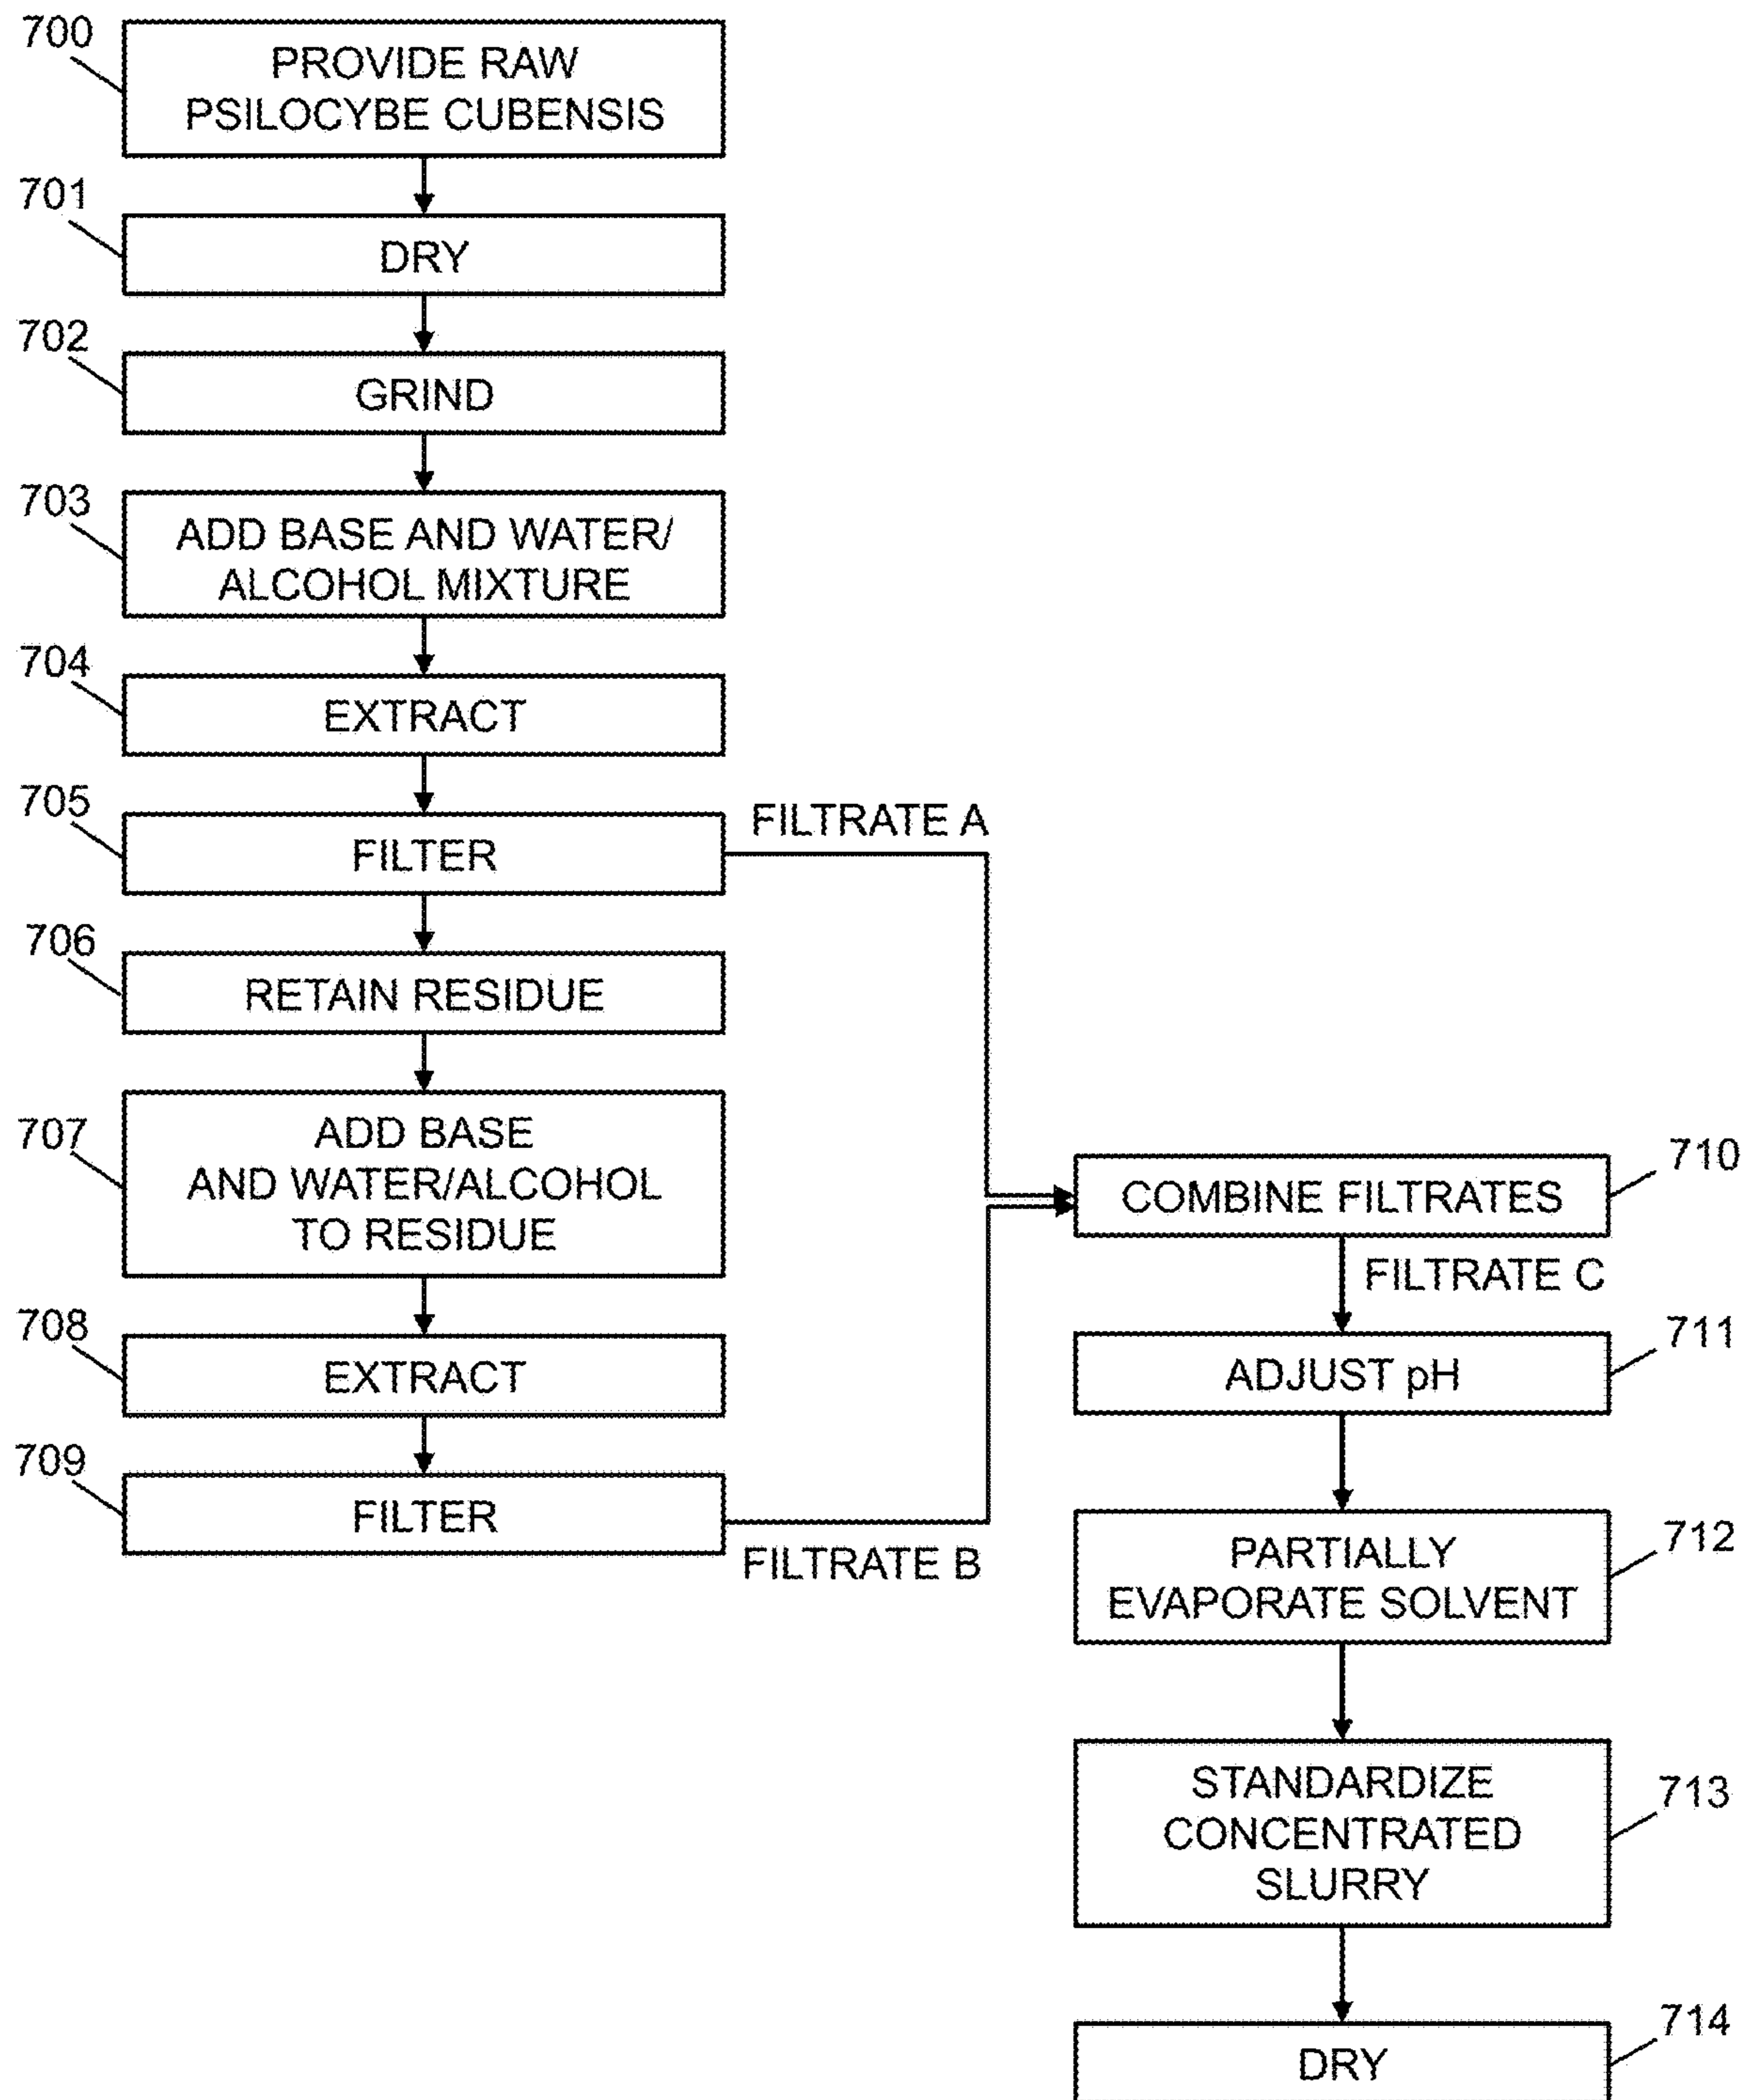 700
PROVIDE RAW
PSILOCYBE CUBENSIS
701
DRY
702
GRIND
703
ADD BASE AND WATER/
ALCOHOL MIXTURE
704
EXTRACT
705
FILTER
FILTRATE A
706
RETAIN RESIDUE
707
ADD BASE
AND WATER/ALCOHOL
TO RESIDUE
708
EXTRACT
709
FILTER
FILTRATE B
710
COMBINE FILTRATES
FILTRATE C
711
ADJUST pH
712
PARTIALLY
EVAPORATE SOLVENT
713
STANDARDIZE
CONCENTRATED
SLURRY
714
DRY